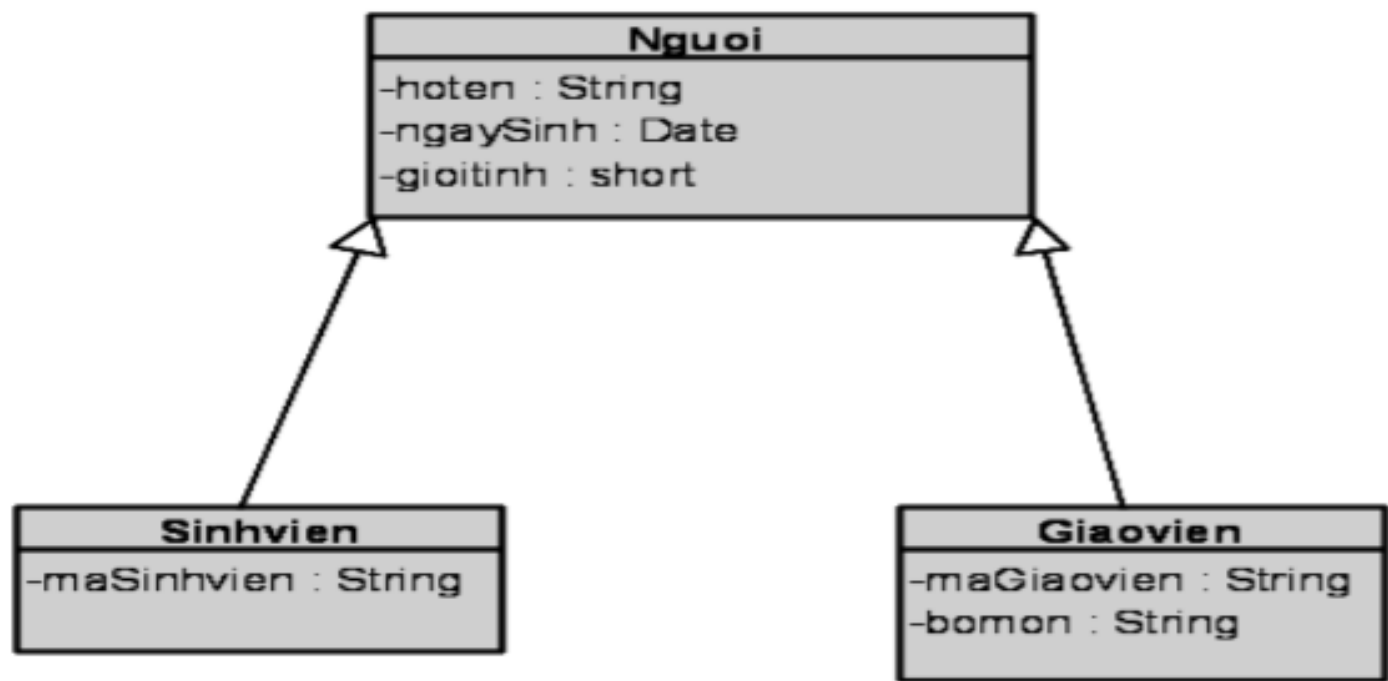 Nguoi
-hoten : String
-ngaySinh : Date
-gioitinh : short
Sinhvien
-maSinhvien : String
Giaovien
-maGiaovien : String
-bomon : String